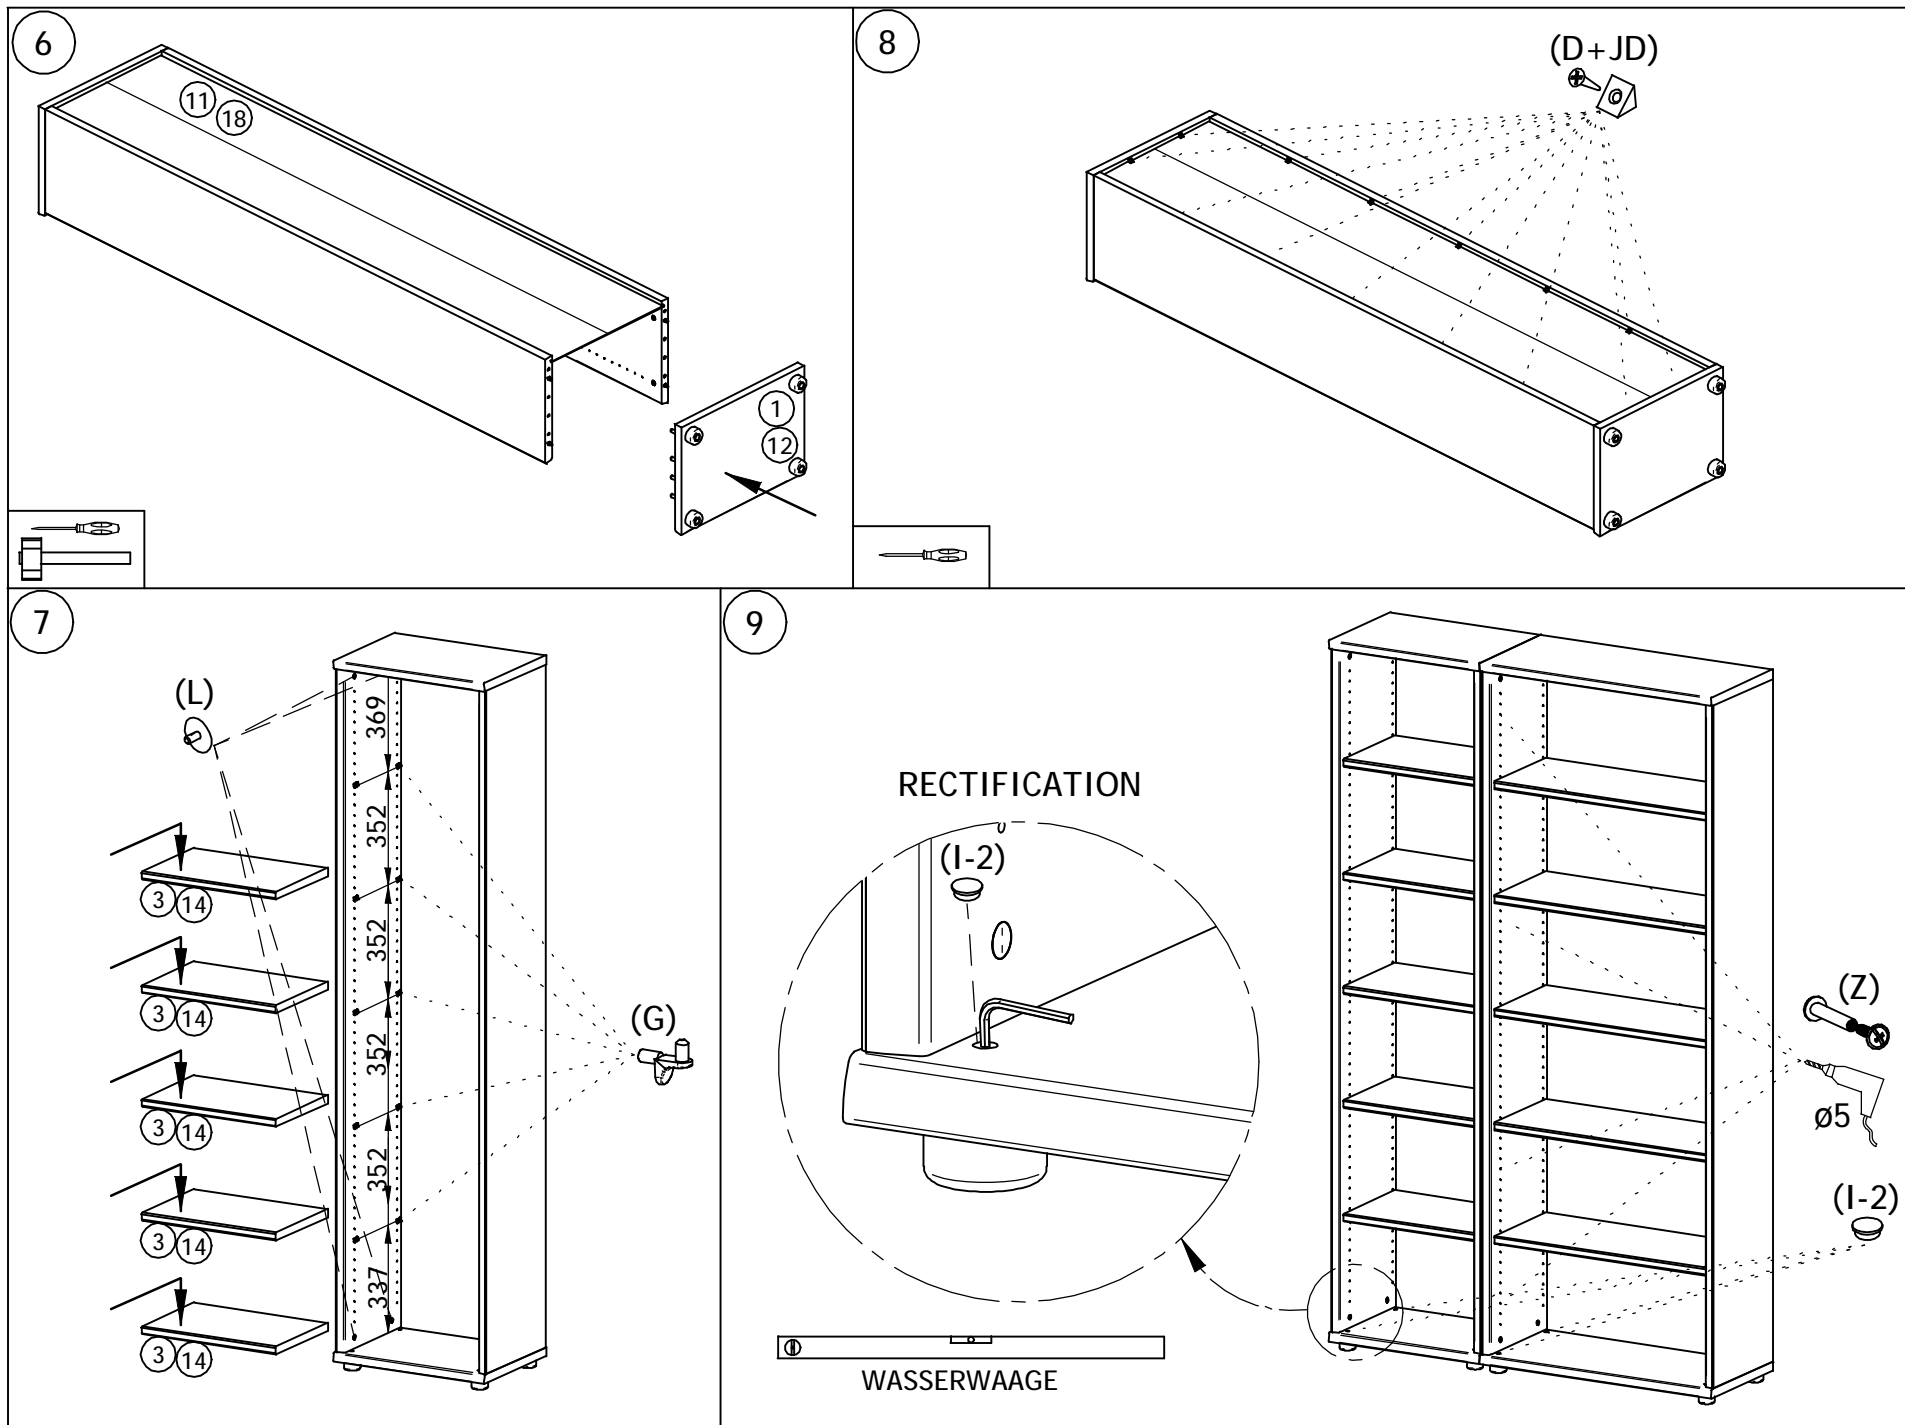 6
11
18
1
12
8
(D+JD)
7
(L)
369
352
352
352
352
337
3 14
3 14
3 14
3 14
3 14
(G)
9
RECTIFICATION
(I-2)
WASSERWAAGE
(Z)
ø5
(I-2)